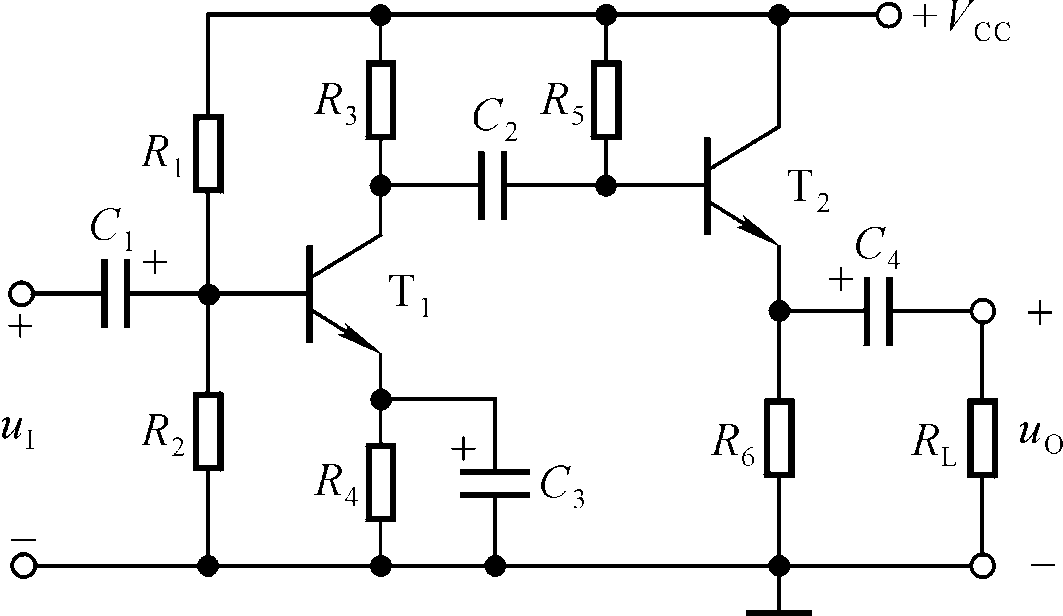 +V_CC
R_3
C_2
R_5
R_1
T_2
C_1
+
T_1
C_4
+
+
+
u_I
R_2
R_4
+
C_3
R_6
R_L
u_O
−
−